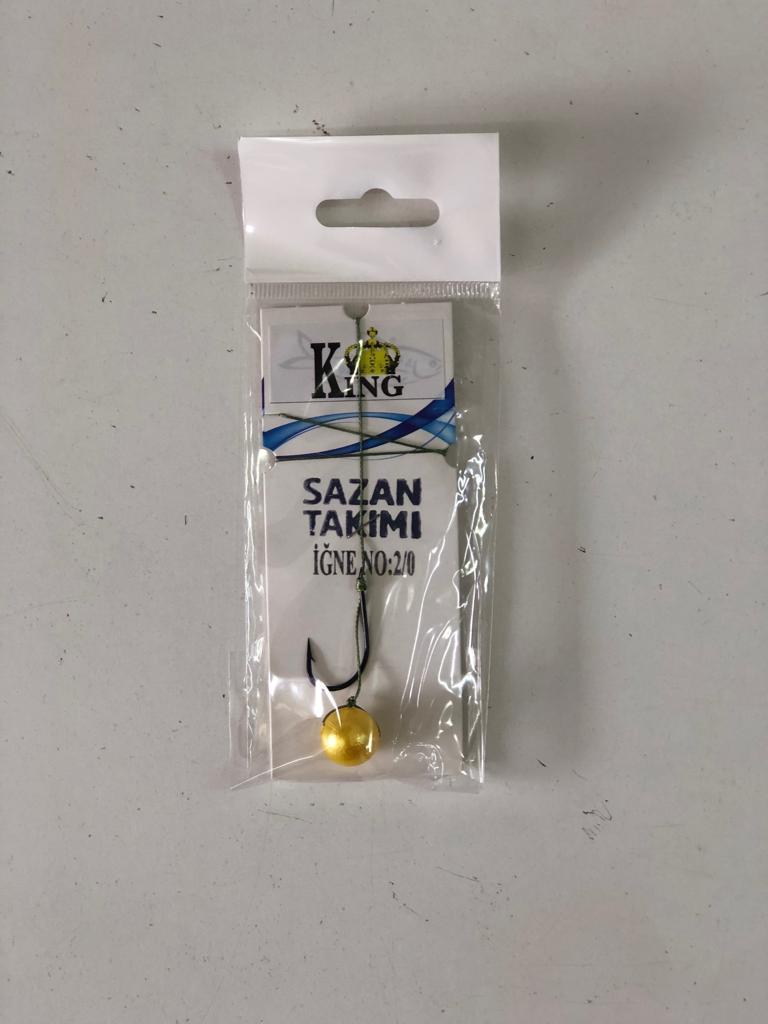 KING
SAZAN
TAKIMI
İĞNE NO:2/0